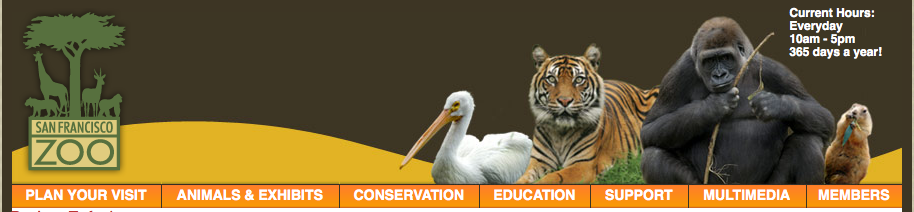 Current Hours:
Everyday
10am - 5pm
365 days a year!
SAN FRANCISCO
ZOO
PLAN YOUR VISIT ANIMALS & EXHIBITS CONSERVATION EDUCATION SUPPORT MULTIMEDIA MEMBERS